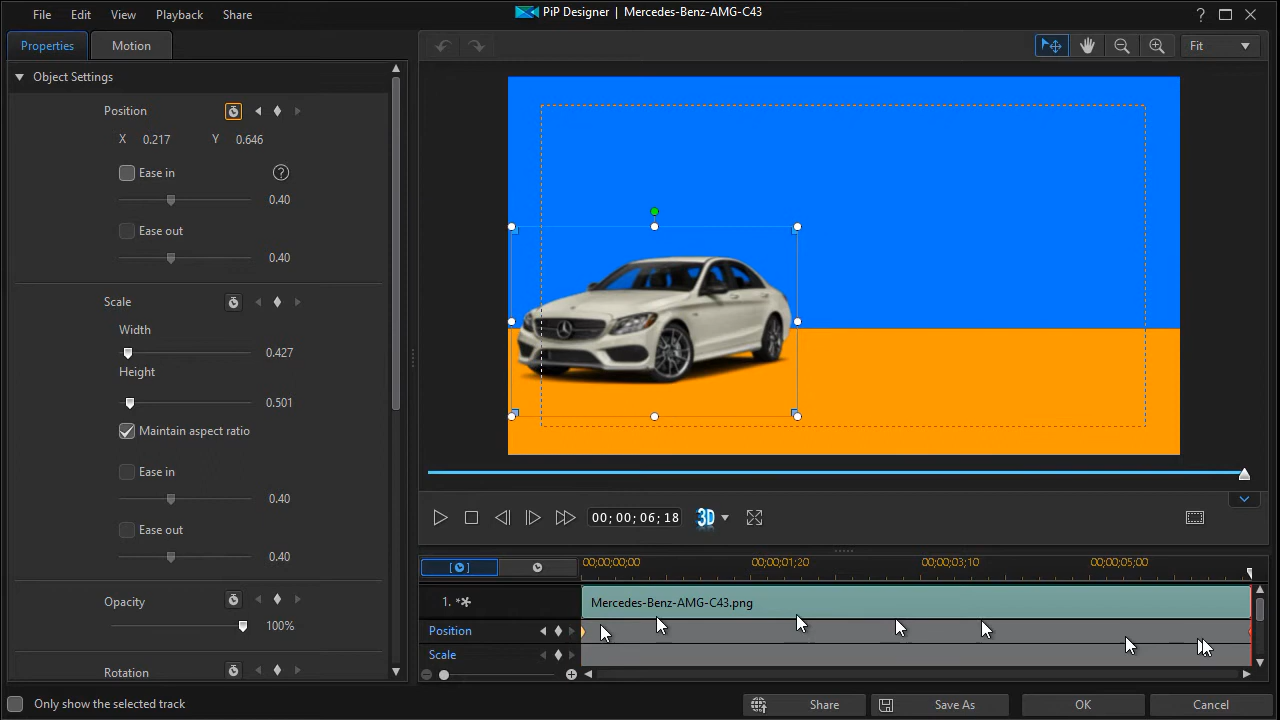 File Edit View Playback Share
PiP Designer | Mercedes-Benz-AMG-C43
?
Properties Motion
Fit
Object Settings
Position
X 0.217 Y 0.646
Ease in ?
0.40
Ease out
0.40
Scale
Width
0.427
Height
0.501
Maintain aspect ratio
Ease in
0.40
Ease out
0.40
Opacity
100%
Rotation
00; 00; 06; 18 3D
00;00;00;00 00;00;01;20 00;00;03;10 00;00;05;00
1. Mercedes-Benz-AMG-C43.png
Position
Scale
Only show the selected track
Share Save As OK Cancel